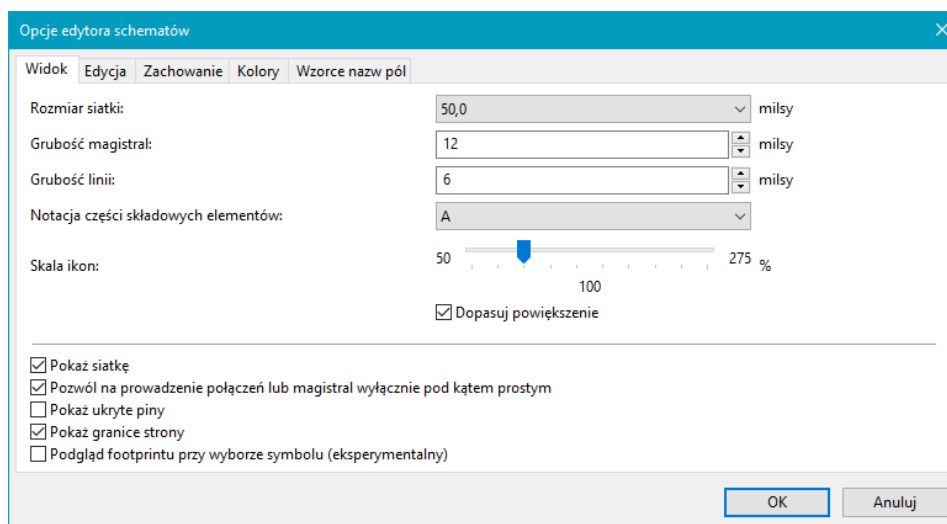 Opcje edytora schematów
Widok Edycja Zachowanie Kolory Wzorce nazw pól
Rozmiar siatki: 50,0 milsy
Grubość magistral: 12 milsy
Grubość linii: 6 milsy
Notacja części składowych elementów: A
Skala ikon: 50 275 %
100
Dopasuj powiększenie
Pokaż siatkę
Pozwól na prowadzenie połączeń lub magistral wyłącznie pod kątem prostym
Pokaż ukryte piny
Pokaż granice strony
Podgląd footprintu przy wyborze symbolu (eksperymentalny)
OK Anuluj